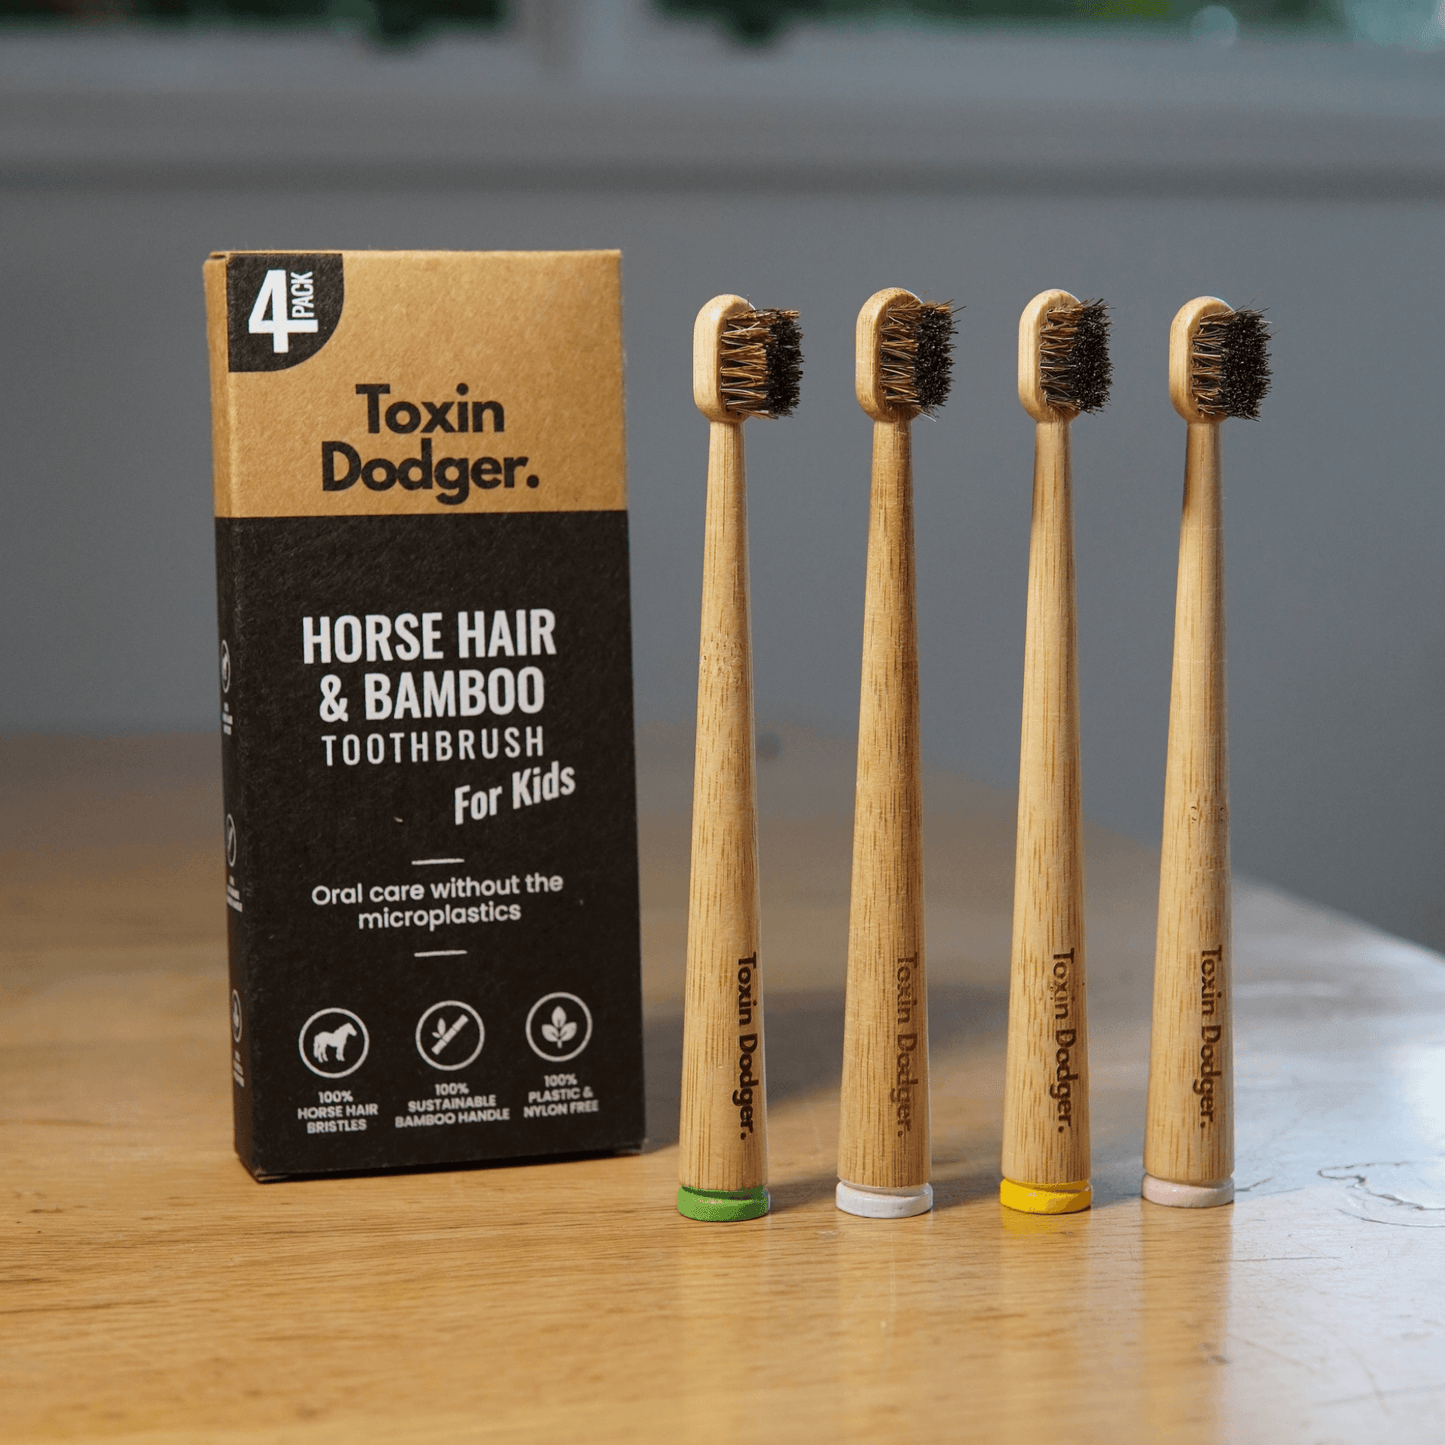 4 PACK
Toxin
Dodger.
HORSE HAIR
& BAMBOO
TOOTHBRUSH
For Kids
Oral care without the
microplastics
100%
HORSE HAIR
BRISTLES
100%
SUSTAINABLE
BAMBOO HANDLE
100%
PLASTIC &
NYLON FREE
Toxin Dodger.
Toxin Dodger.
Toxin Dodger.
Toxin Dodger.